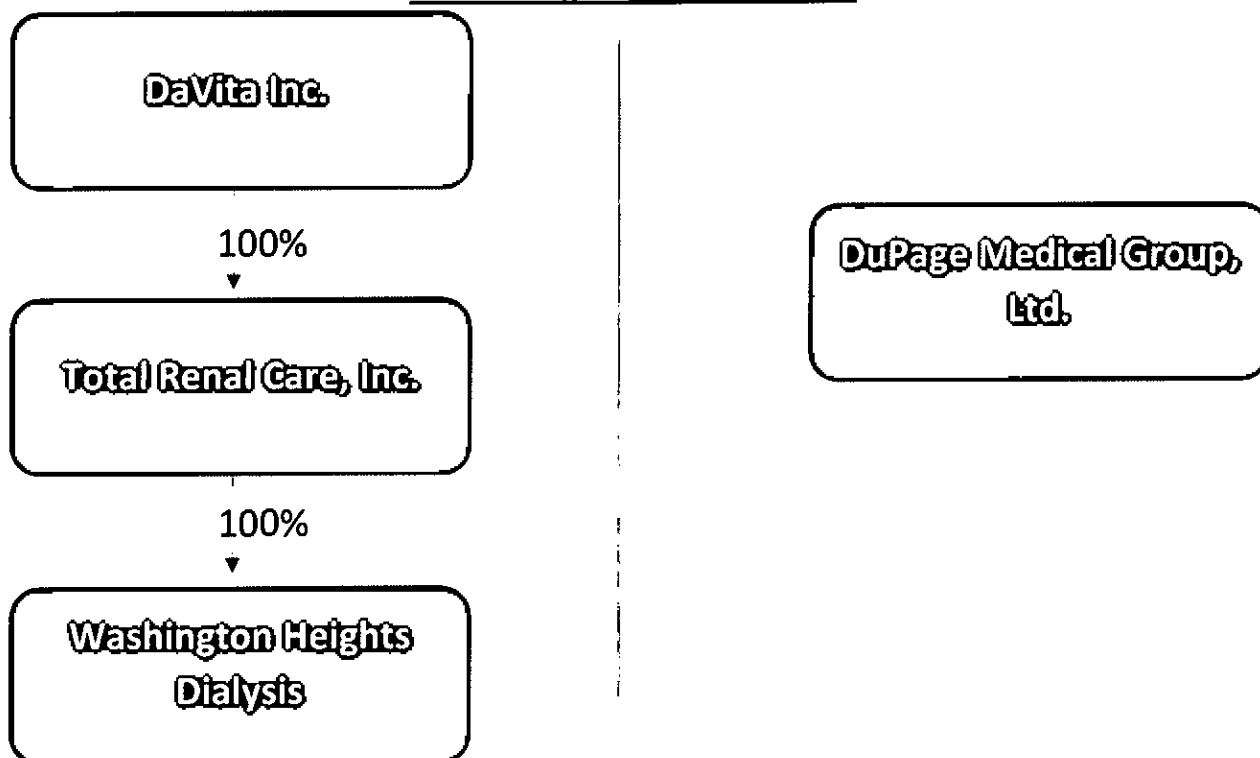 DaVita Inc.
100%
Total Renal Care, Inc.
100%
Washington Heights
Dialysis
DuPage Medical Group,
Ltd.